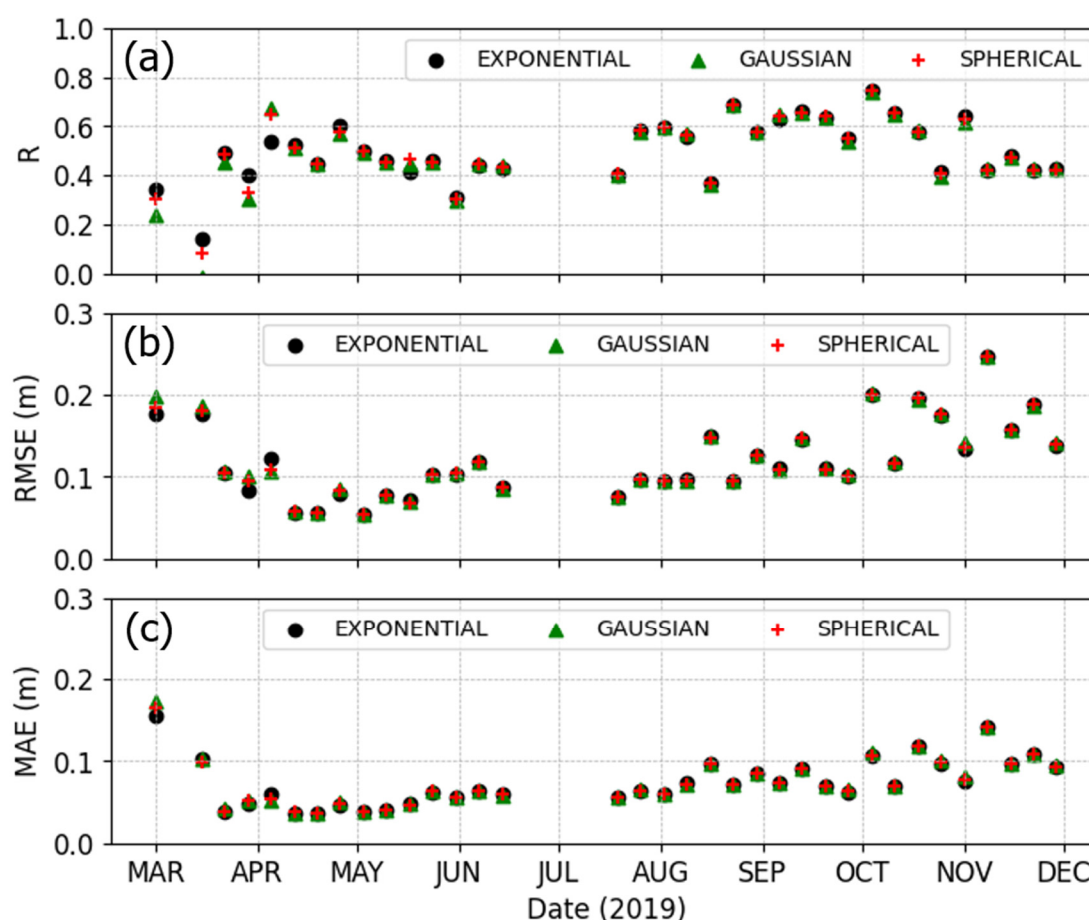 (a)
EXPONENTIAL GAUSSIAN SPHERICAL
1.0
0.8
0.6
0.4
0.2
0.0
R
(b)
EXPONENTIAL GAUSSIAN SPHERICAL
0.3
0.2
0.1
0.0
RMSE (m)
(c)
EXPONENTIAL GAUSSIAN SPHERICAL
0.3
0.2
0.1
0.0
MAE (m)
MAR APR MAY JUN JUL AUG SEP OCT NOV DEC
Date (2019)